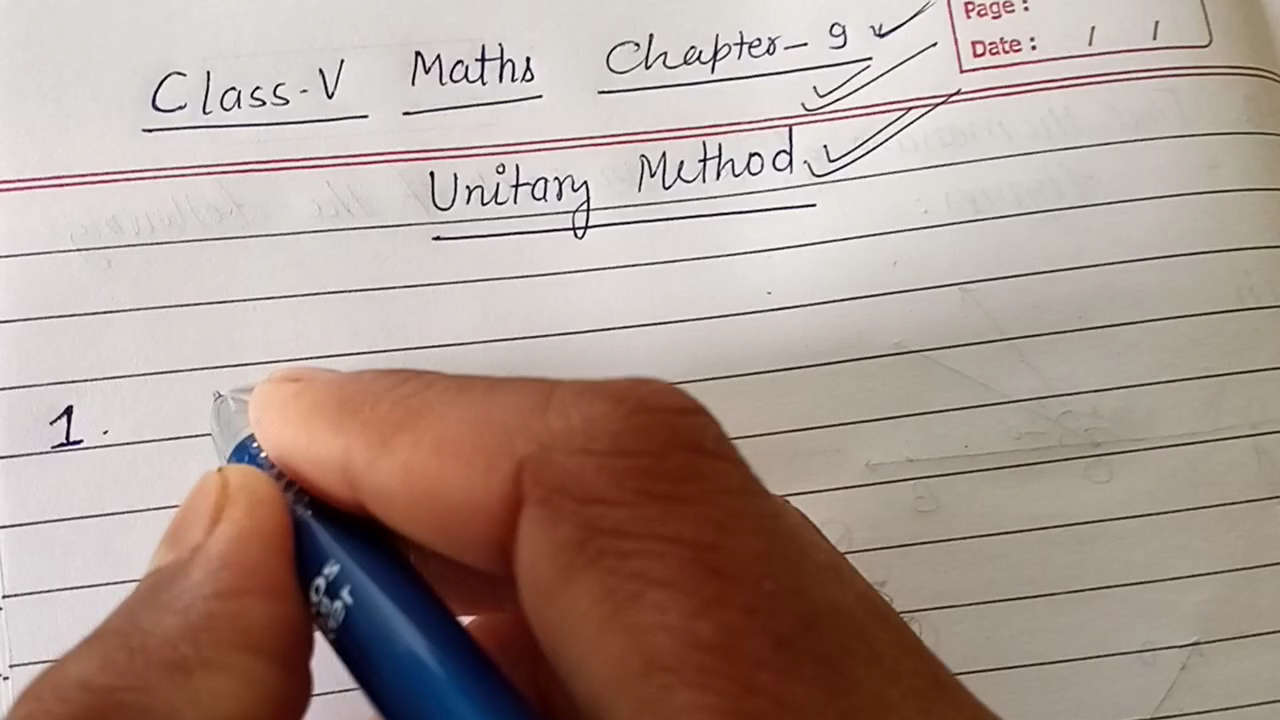 Page :
Date : / /
Class-V Maths Chapter-9
Unitary Method
1.